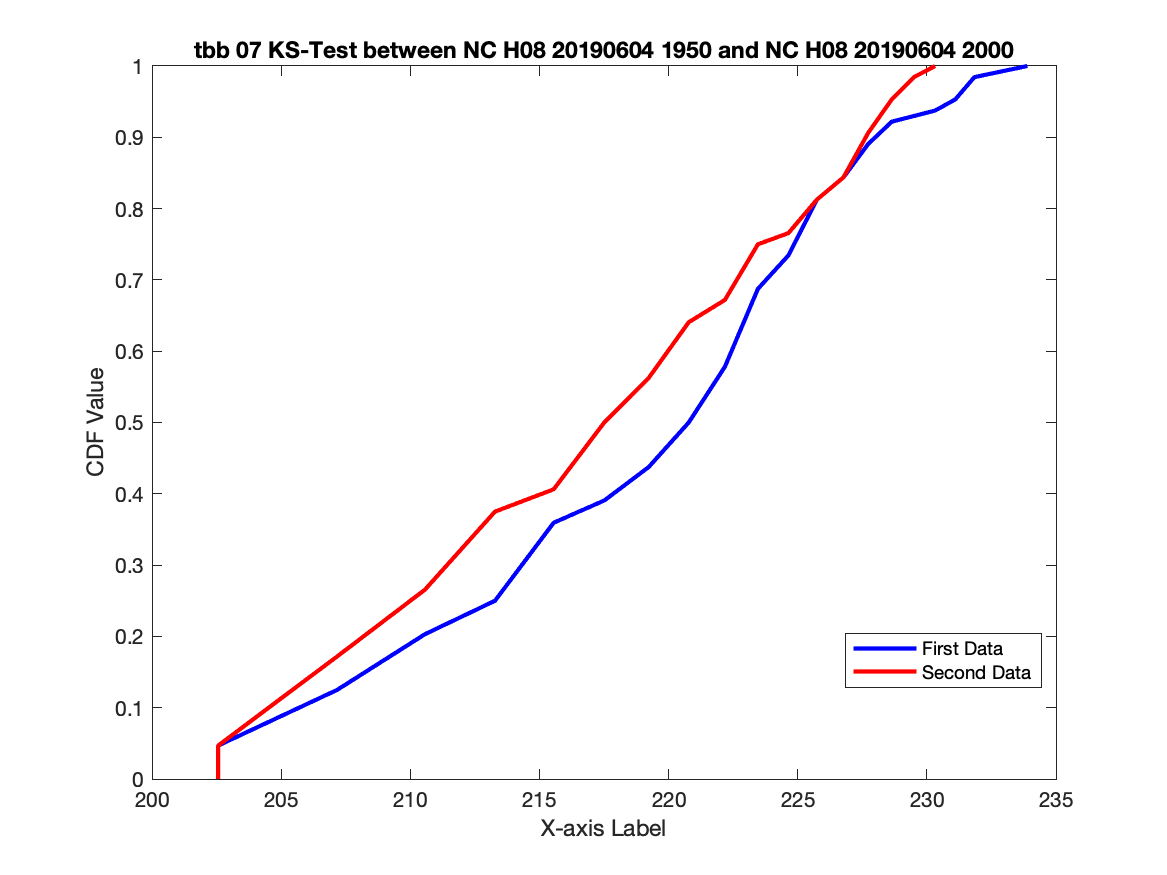 tbb 07 KS-Test between NC H08 20190604 1950 and NC H08 20190604 2000
1
0.9
0.8
0.7
0.6
0.5
0.4
0.3
0.2
0.1
0
CDF Value
First Data
Second Data
200 205 210 215 220 225 230 235
X-axis Label